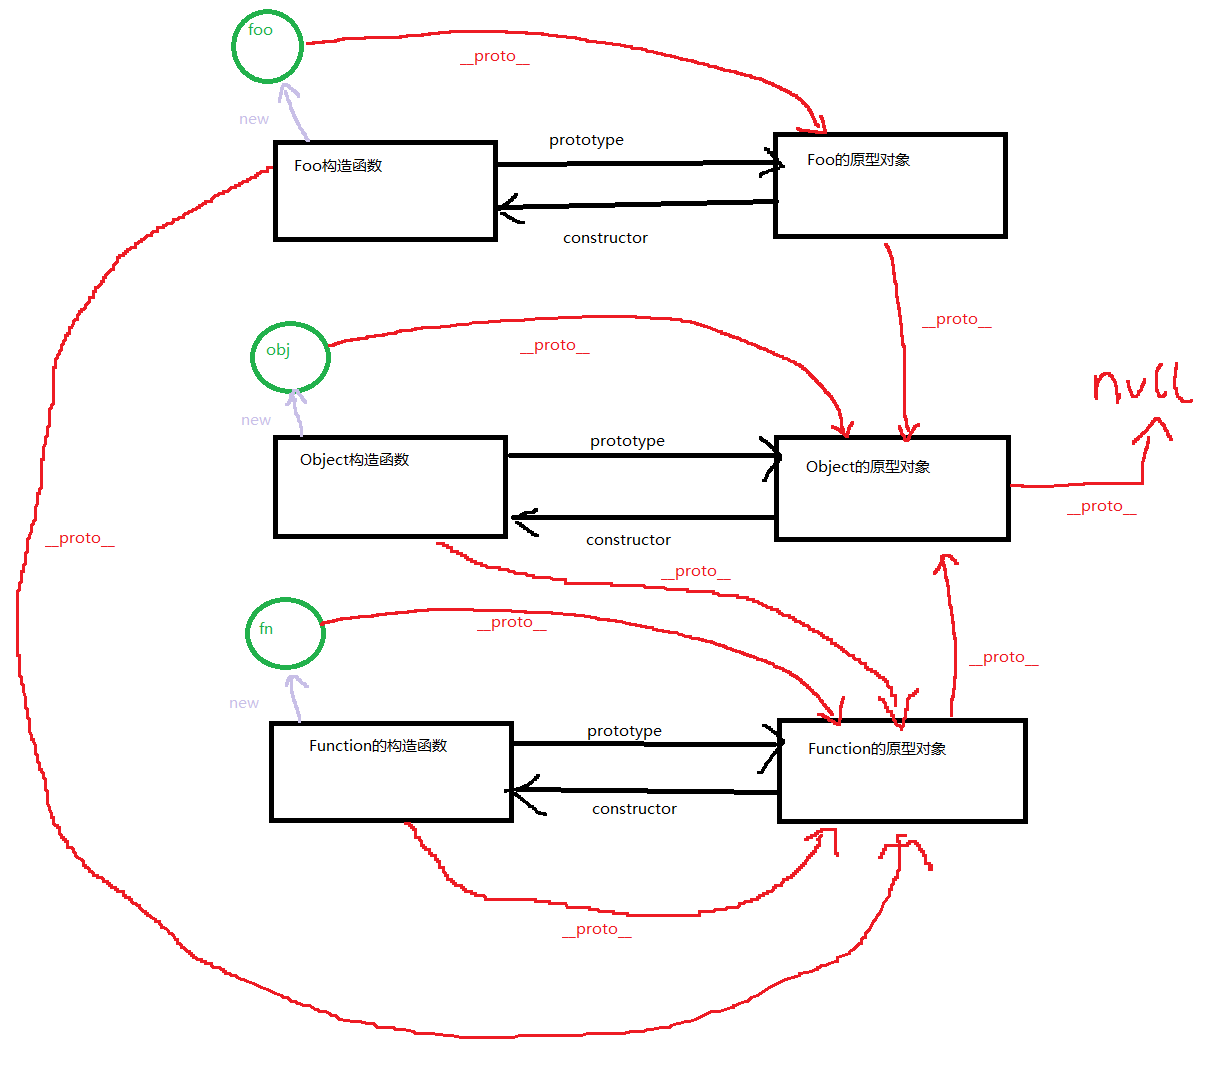 foo
__proto__
new
prototype
Foo构造函数
Foo的原型对象
constructor
__proto__
obj
__proto__
null
new
prototype
Object构造函数
Object的原型对象
__proto__
__proto__
constructor
__proto__
fn
__proto__
__proto__
new
prototype
Function的构造函数
Function的原型对象
constructor
__proto__